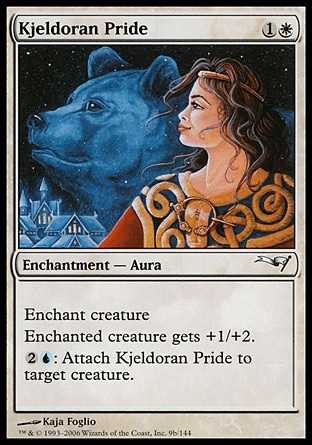 Kjeldoran Pride 1
Enchantment — Aura
Enchant creature
Enchanted creature gets +1/+2.
2: Attach Kjeldoran Pride to
target creature.
Kaja Foglio
™ & © 1993–2006 Wizards of the Coast, Inc. 9b/144